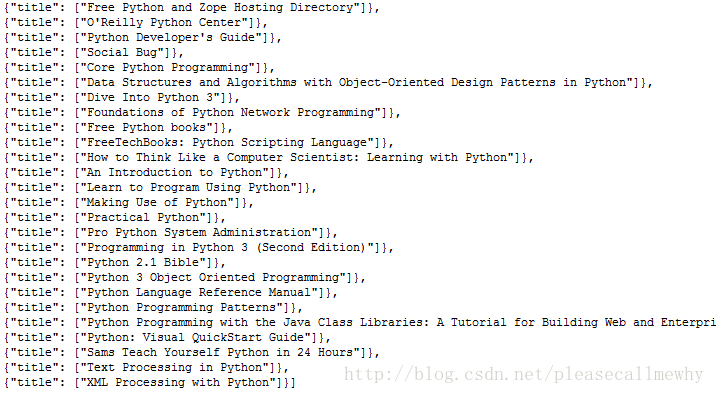 {"title": ["Free Python and Zope Hosting Directory"]},
{"title": ["O'Reilly Python Center"]},
{"title": ["Python Developer's Guide"]},
{"title": ["Social Bug"]},
{"title": ["Core Python Programming"]},
{"title": ["Data Structures and Algorithms with Object-Oriented Design Patterns in Python"]},
{"title": ["Dive Into Python 3"]},
{"title": ["Foundations of Python Network Programming"]},
{"title": ["Free Python books"]},
{"title": ["FreeTechBooks: Python Scripting Language"]},
{"title": ["How to Think Like a Computer Scientist: Learning with Python"]},
{"title": ["An Introduction to Python"]},
{"title": ["Learn to Program Using Python"]},
{"title": ["Making Use of Python"]},
{"title": ["Practical Python"]},
{"title": ["Pro Python System Administration"]},
{"title": ["Programming in Python 3 (Second Edition)"]},
{"title": ["Python 2.1 Bible"]},
{"title": ["Python 3 Object Oriented Programming"]},
{"title": ["Python Language Reference Manual"]},
{"title": ["Python Programming Patterns"]},
{"title": ["Python Programming with the Java Class Libraries: A Tutorial for Building Web and Enterpri
{"title": ["Python: Visual QuickStart Guide"]},
{"title": ["Sams Teach Yourself Python in 24 Hours"]},
{"title": ["Text Processing in Python"]},
{"title": ["XML Processing with Python"]}]
http://blog.csdn.net/pleasecallmewhy